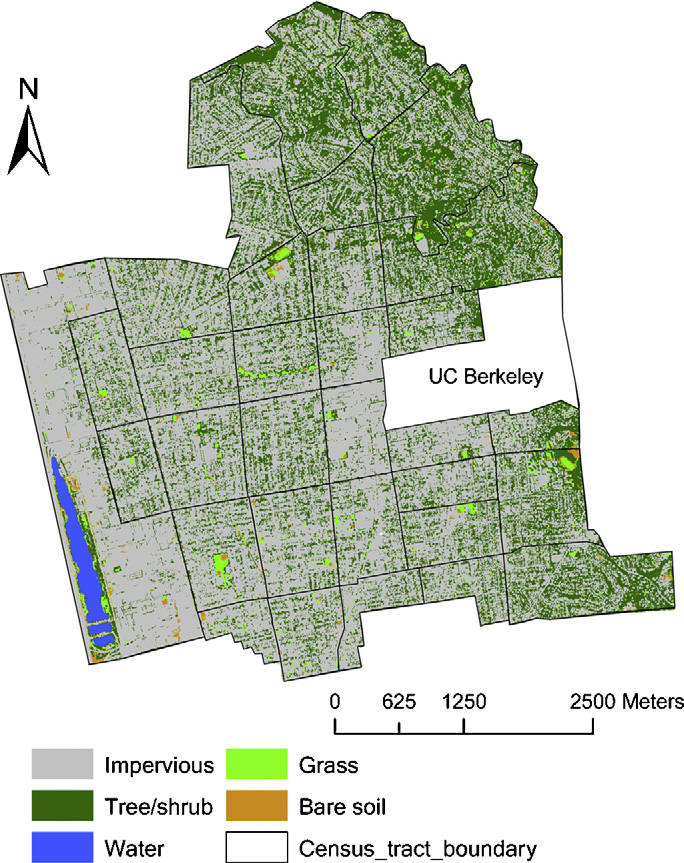 N
UC Berkeley
0 625 1250 2500 Meters
Impervious Grass
Tree/shrub Bare soil
Water Census_tract_boundary